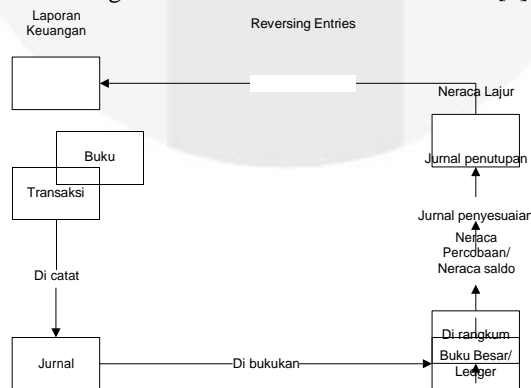 Laporan
Keuangan
Reversing Entries
Neraca Lajur
Buku
Jurnal penutupan
Transaksi
Jurnal penyesuaian
Neraca
Percobaan/
Neraca saldo
Di catat
Di rangkum
Jurnal
Di bukukan
Buku Besar/
Ledger